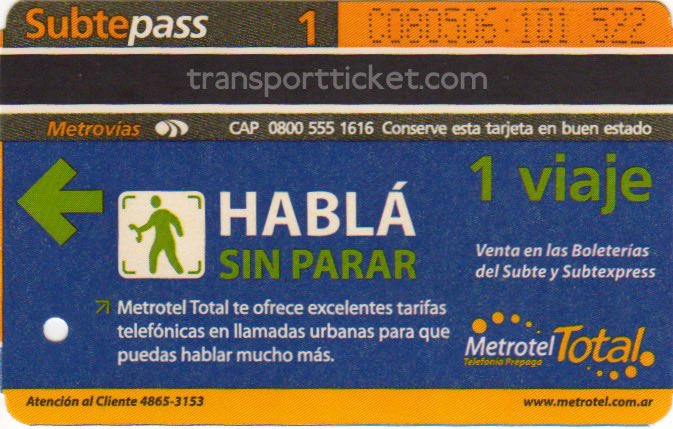 Subtepass 1 C080506:101.522
transportticket.com
Metrovías CAP 0800 555 1616 Conserve esta tarjeta en buen estado
1 viaje
HABLÁ
SIN PARAR
Venta en las Boleterías
del Subte y Subtexpress
Metrotel Total te ofrece excelentes tarifas
telefónicas en llamadas urbanas para que
puedas hablar mucho más.
Metrotel Total
Telefonía Prepaga
Atención al Cliente 4865-3153
www.metrotel.com.ar